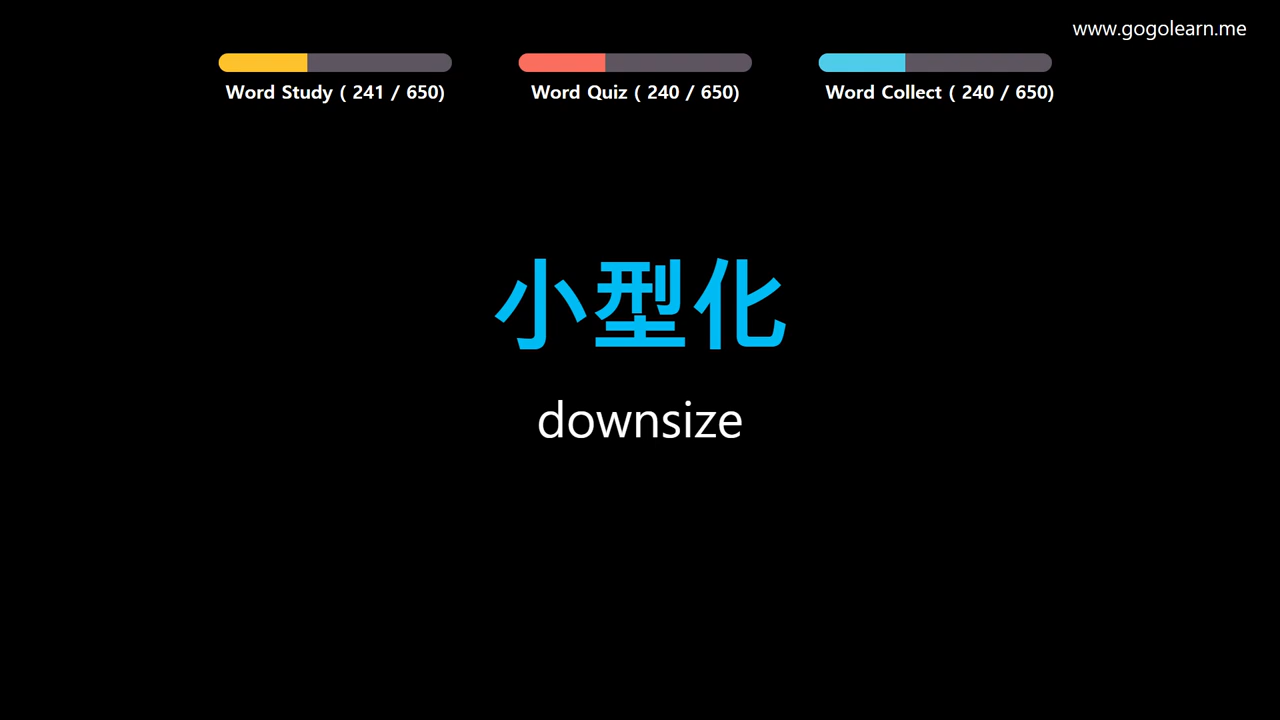 www.gogolearn.me
Word Study ( 241 / 650)
Word Quiz ( 240 / 650)
Word Collect ( 240 / 650)
小型化
downsize